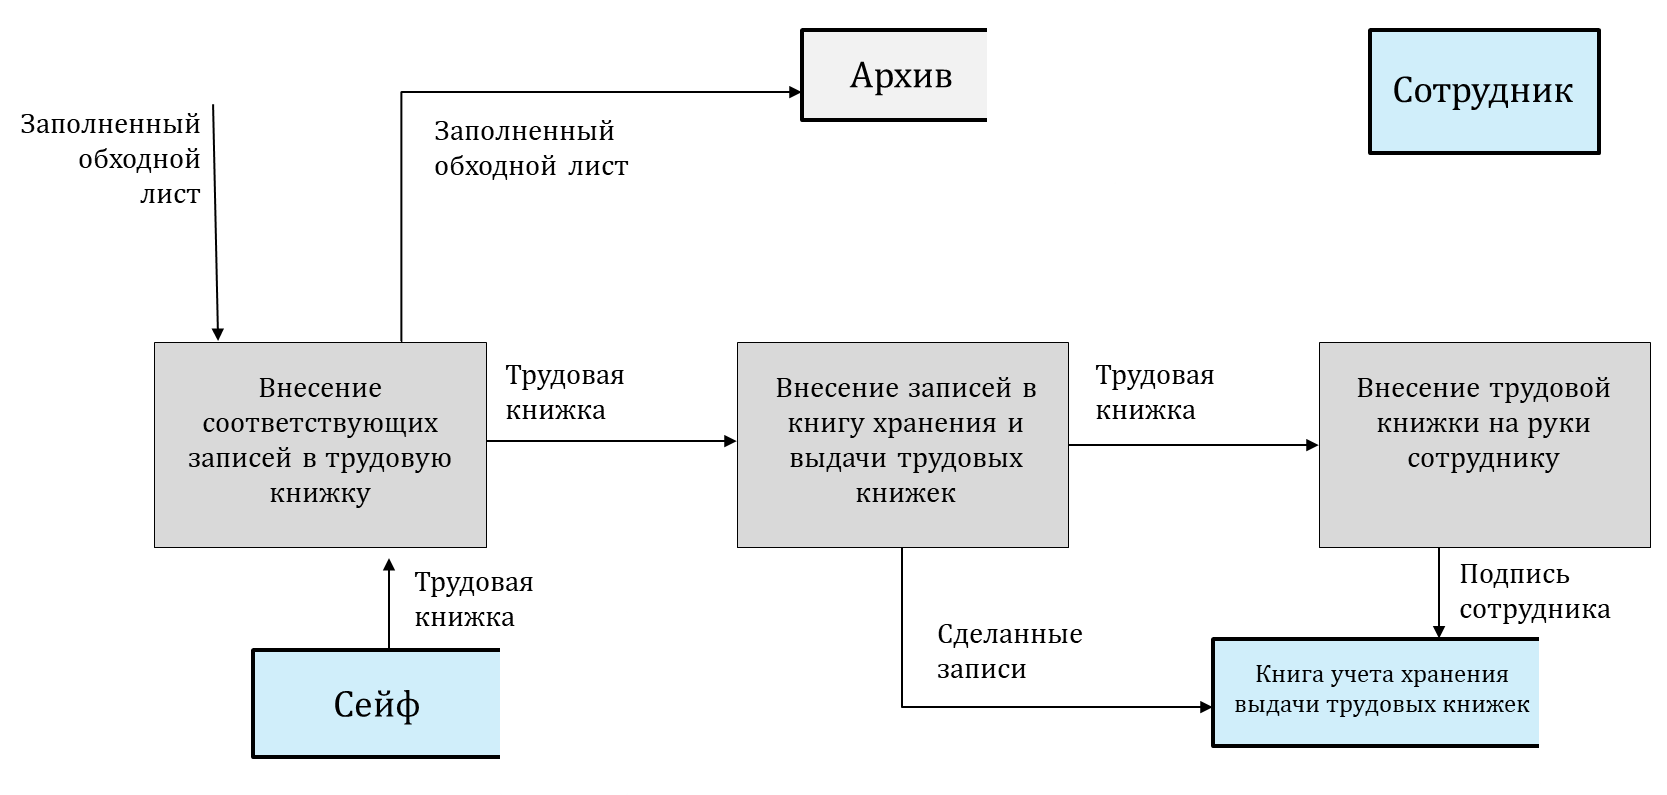 Архив
Сотрудник
Заполненный
обходной
лист
Заполненный
обходной лист
Внесение
соответствующих
записей в трудовую
книжку
Трудовая
книжка
Внесение записей в
книгу хранения и
выдачи трудовых
книжек
Трудовая
книжка
Внесение трудовой
книжки на руки
сотруднику
Трудовая
книжка
Подпись
сотрудника
Сделанные
записи
Сейф
Книга учета хранения
выдачи трудовых книжек